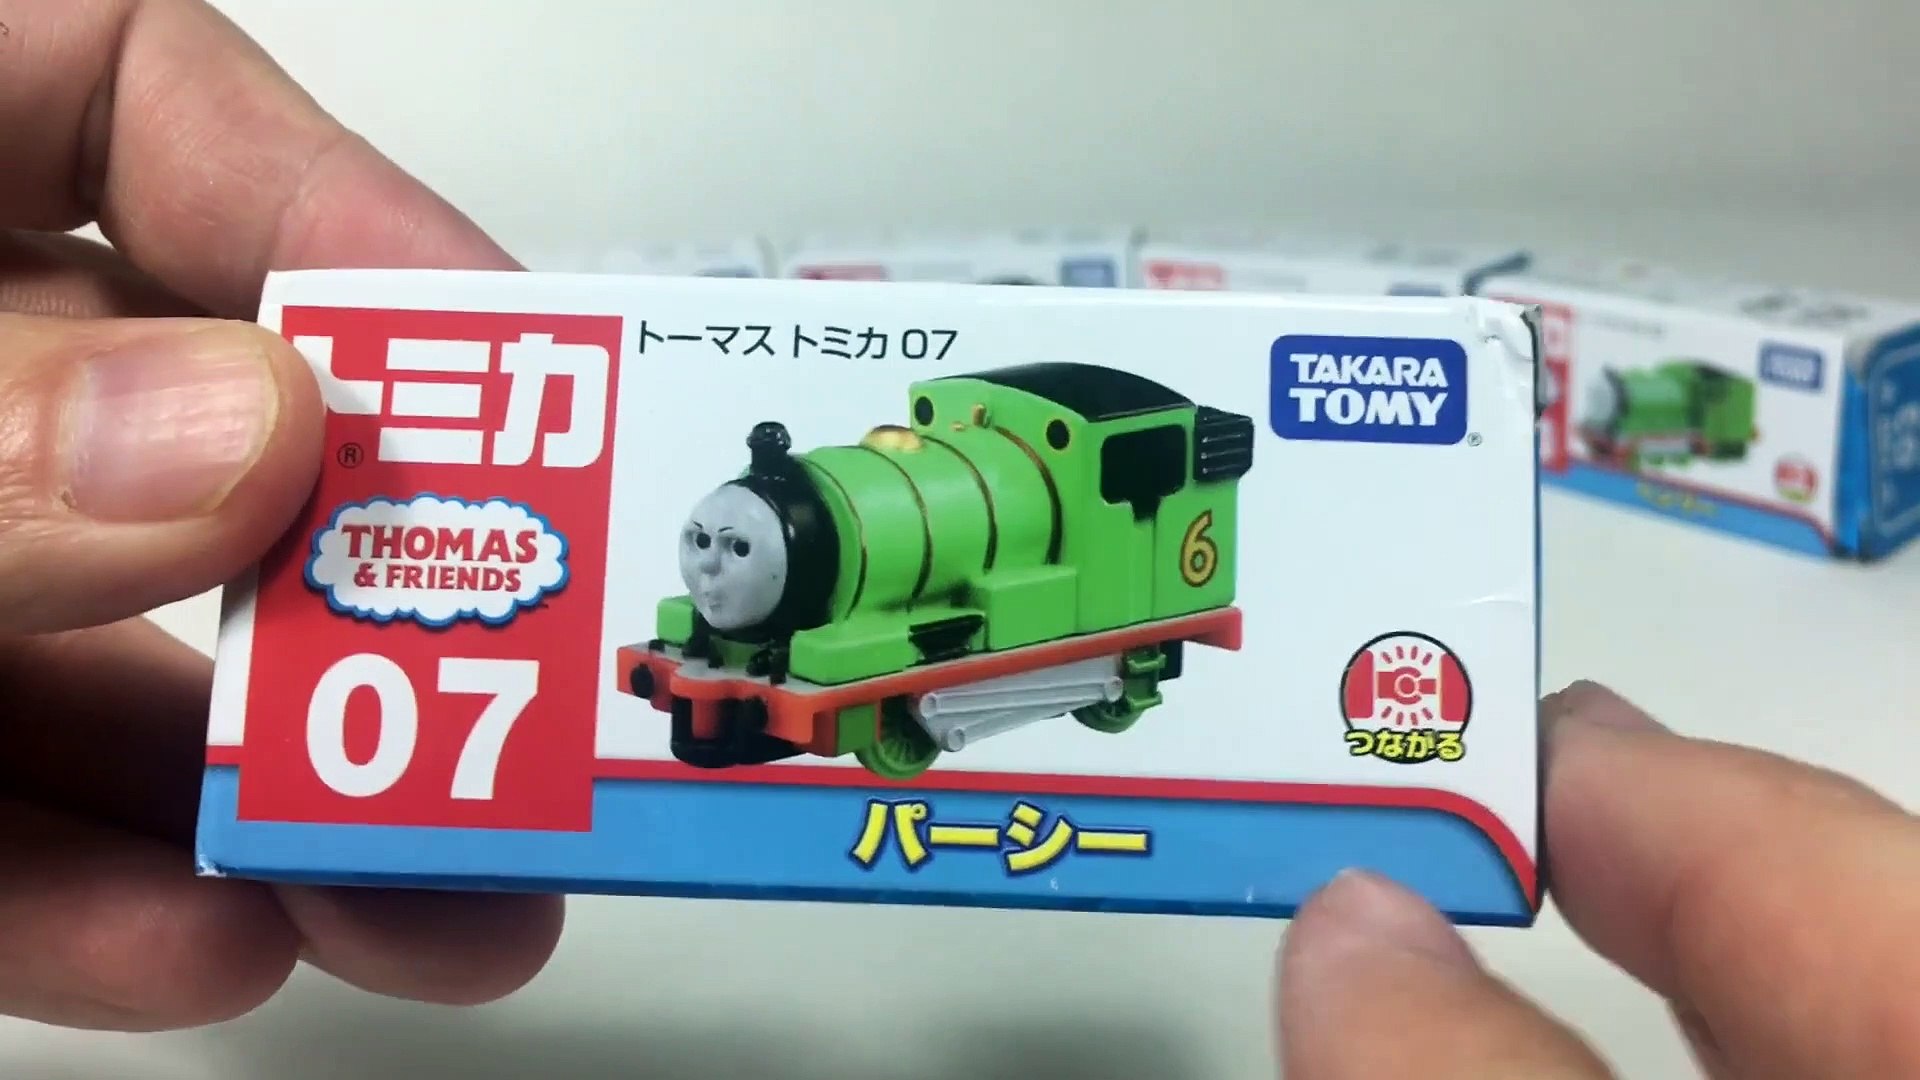 トミカ
®
THOMAS
& FRIENDS
07
トーマス トミカ 07
TAKARA
TOMY
®
6
つながる
パーシー